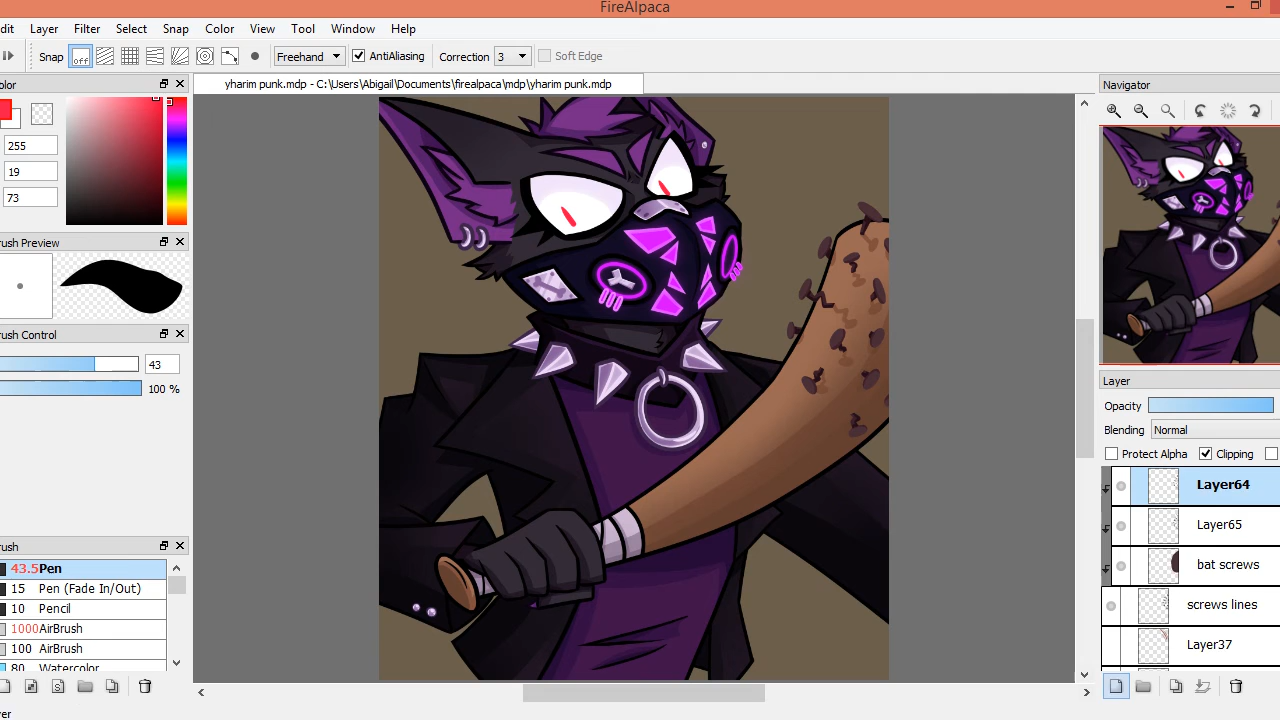 FireAlpaca
dit Layer Filter Select Snap Color View Tool Window Help
Snap off Freehand AntiAliasing Correction 3 Soft Edge
olor
yharim punk.mdp - C:\Users\Abigail\Documents\firealpaca\mdp\yharim punk.mdp
Navigator
255
19
73
rush Preview
rush Control
43
100 %
Layer
Opacity
Blending Normal
Protect Alpha Clipping
Layer64
Layer65
bat screws
screws lines
Layer37
rush
43.5 Pen
15 Pen (Fade In/Out)
10 Pencil
1000 AirBrush
100 AirBrush
80 Watercolor
yer